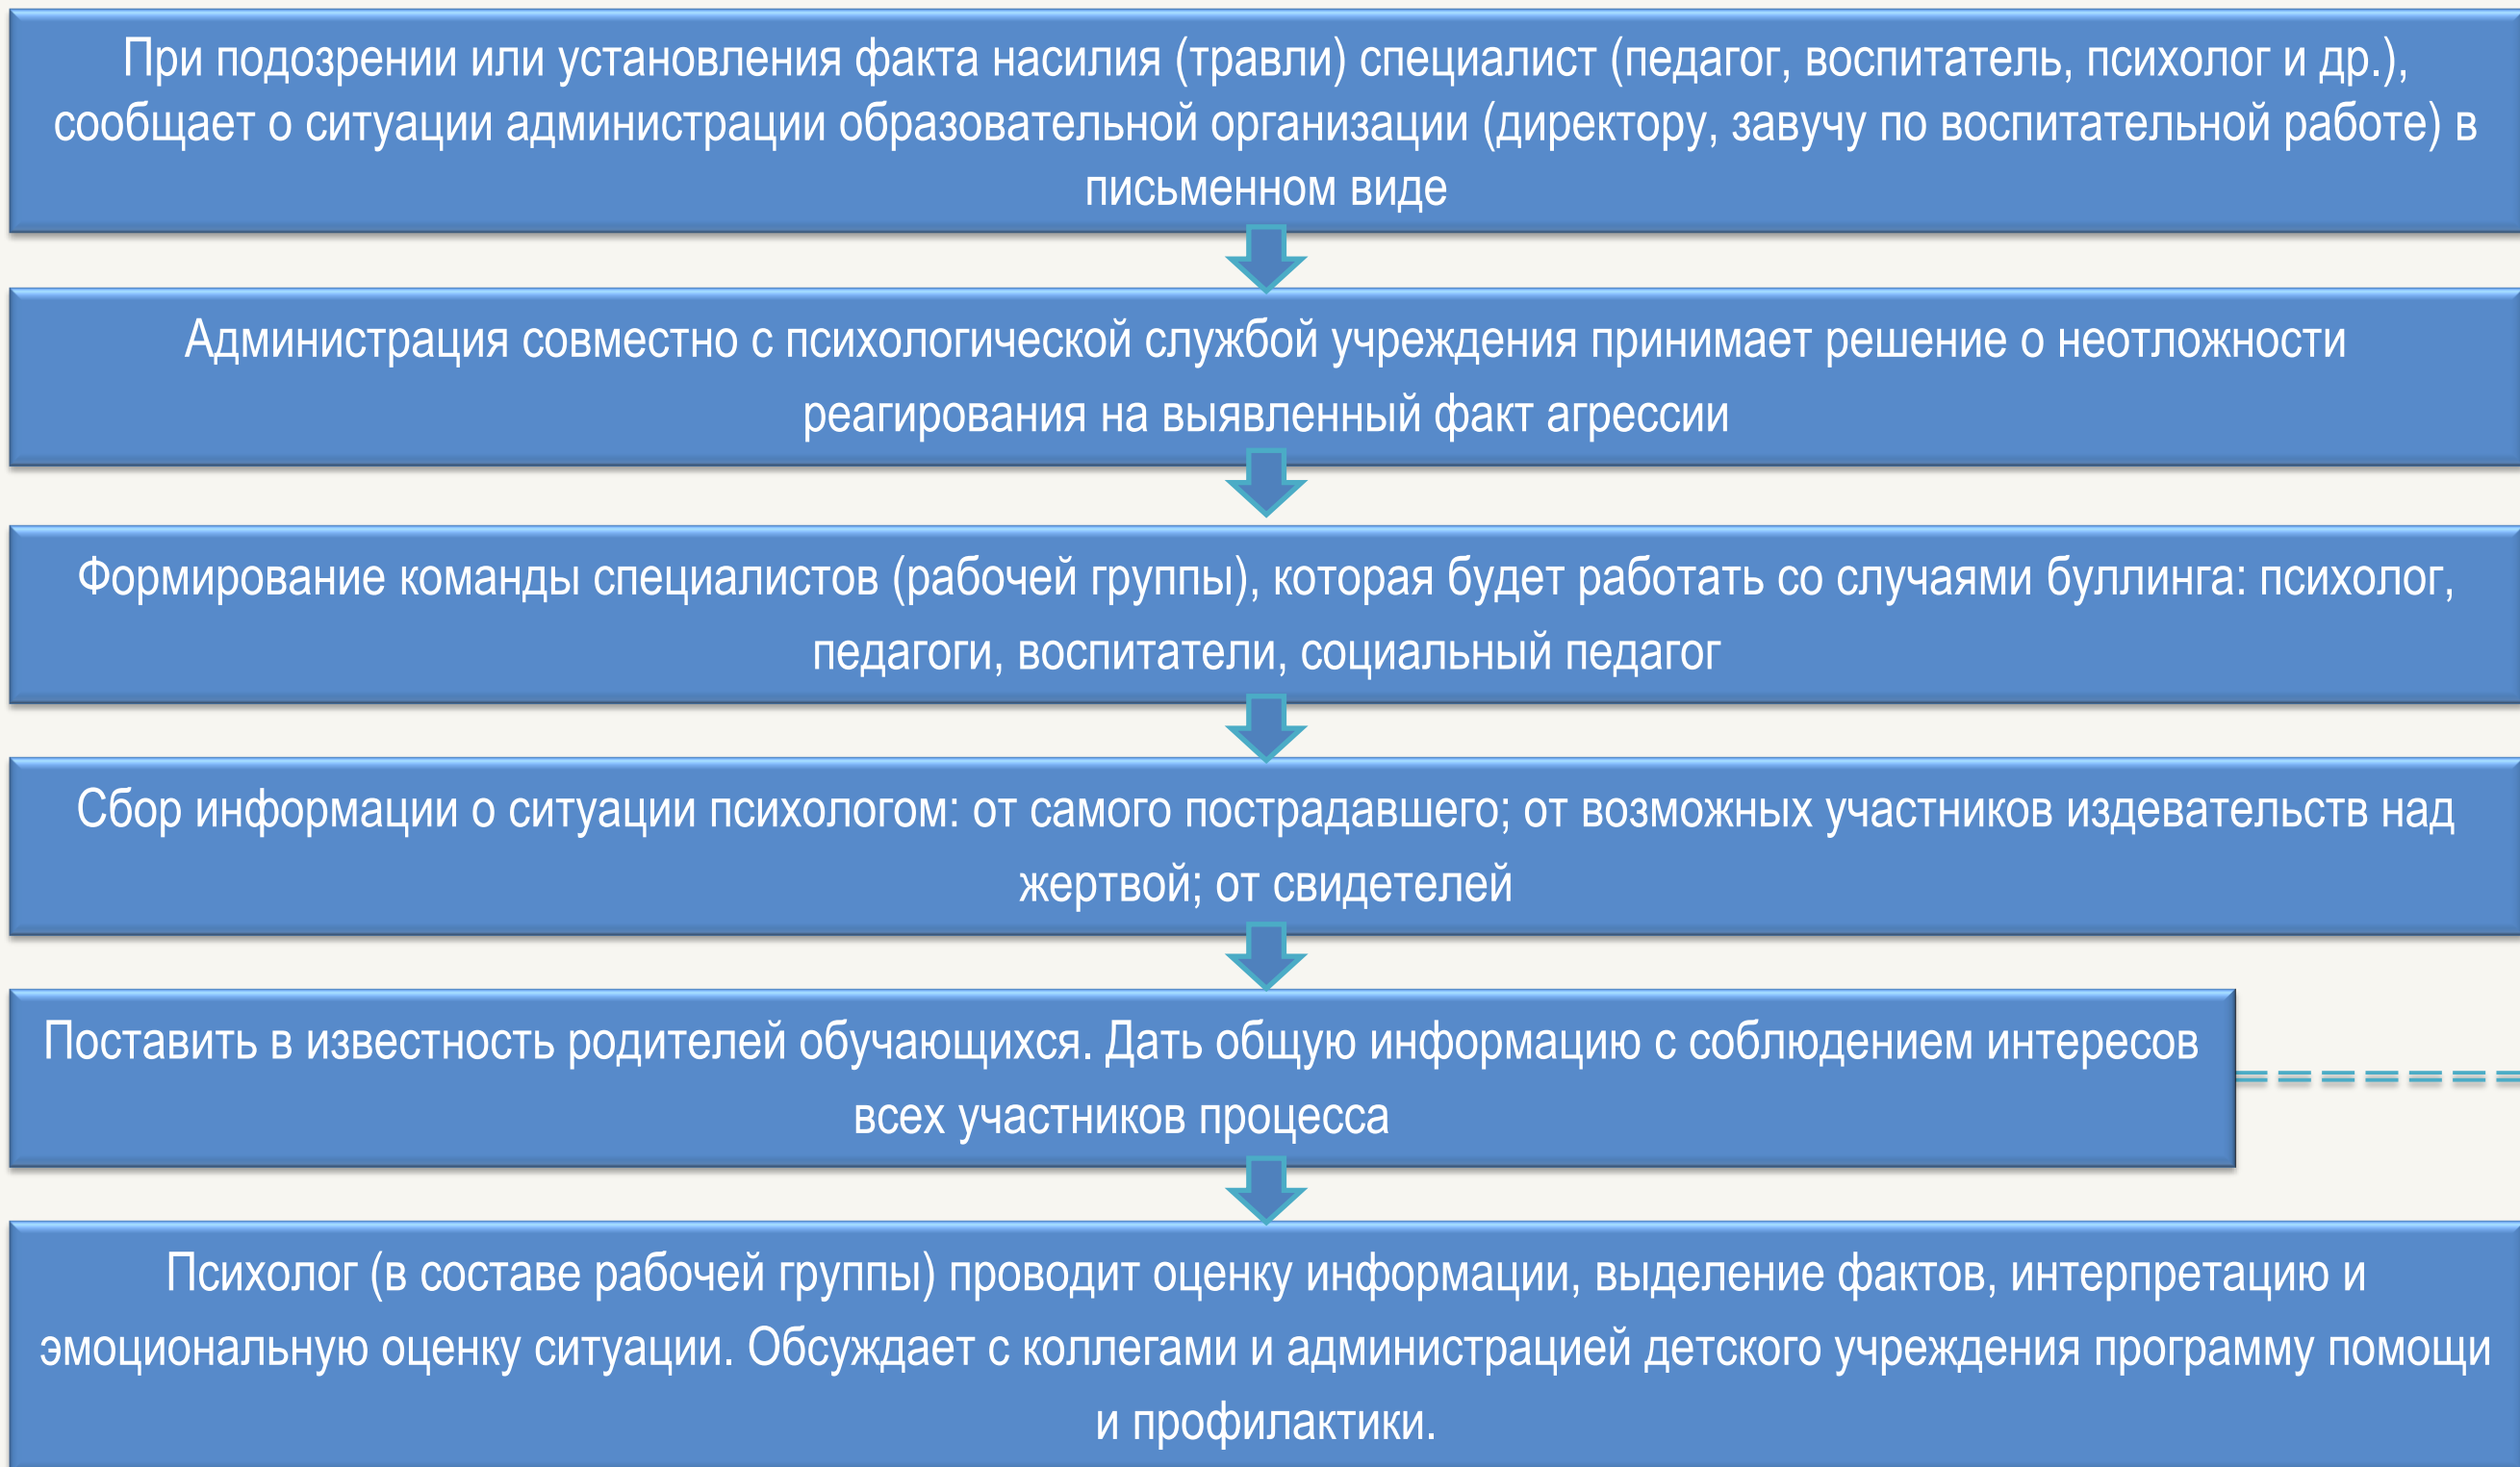 При подозрении или установления факта насилия (травли) специалист (педагог, воспитатель, психолог и др.),
сообщает о ситуации администрации образовательной организации (директору, завучу по воспитательной работе) в
письменном виде
Администрация совместно с психологической службой учреждения принимает решение о неотложности
реагирования на выявленный факт агрессии
Формирование команды специалистов (рабочей группы), которая будет работать со случаями буллинга: психолог,
педагоги, воспитатели, социальный педагог
Сбор информации о ситуации психологом: от самого пострадавшего; от возможных участников издевательств над
жертвой; от свидетелей
Поставить в известность родителей обучающихся. Дать общую информацию с соблюдением интересов
всех участников процесса
Психолог (в составе рабочей группы) проводит оценку информации, выделение фактов, интерпретацию и
эмоциональную оценку ситуации. Обсуждает с коллегами и администрацией детского учреждения программу помощи
и профилактики.